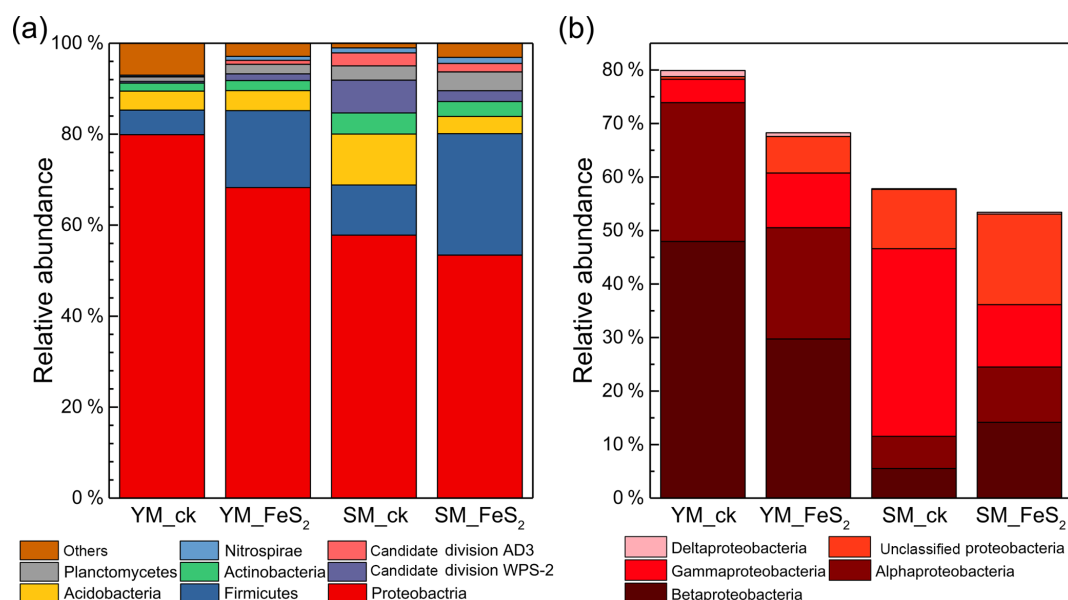 (a)
(b)
100 %
80 %
60 %
40 %
20 %
0 %
Relative abundance
YM_ck
YM_FeS2
SM_ck
SM_FeS2
Others
Nitrospirae
Candidate division AD3
Planctomycetes
Actinobacteria
Candidate division WPS-2
Acidobacteria
Firmicutes
Proteobactria
80 %
70 %
60 %
50 %
40 %
30 %
20 %
10 %
0 %
Relative abundance
YM_ck
YM_FeS2
SM_ck
SM_FeS2
Deltaproteobacteria
Unclassified proteobacteria
Gammaproteobacteria
Alphaproteobacteria
Betaproteobacteria